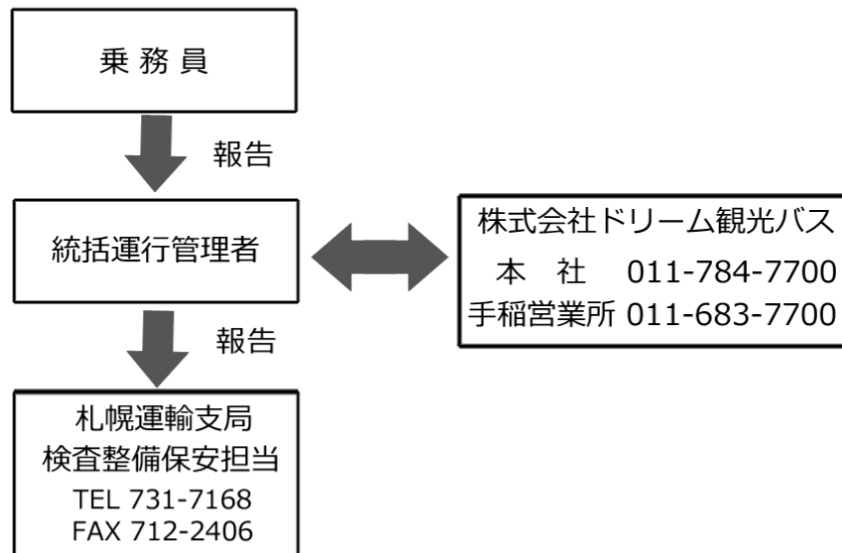 乗 務 員
報告
統括運行管理者
株式会社ドリーム観光バス
本　社　011-784-7700
手稲営業所 011-683-7700
報告
札幌運輸支局
検査整備保安担当
TEL 731-7168
FAX 712-2406